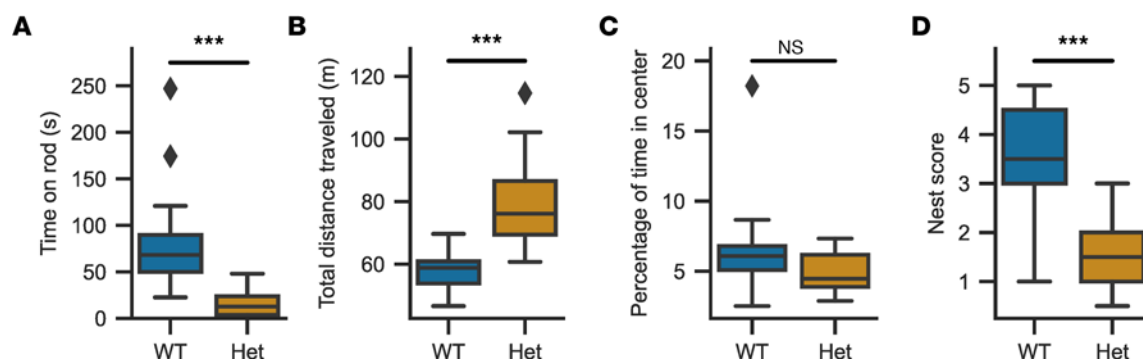 A
***
Time on rod (s)
250
200
150
100
50
0
WT Het
B
***
Total distance traveled (m)
120
100
80
60
WT Het
C
NS
Percentage of time in center
20
15
10
5
WT Het
D
***
Nest score
5
4
3
2
1
WT Het